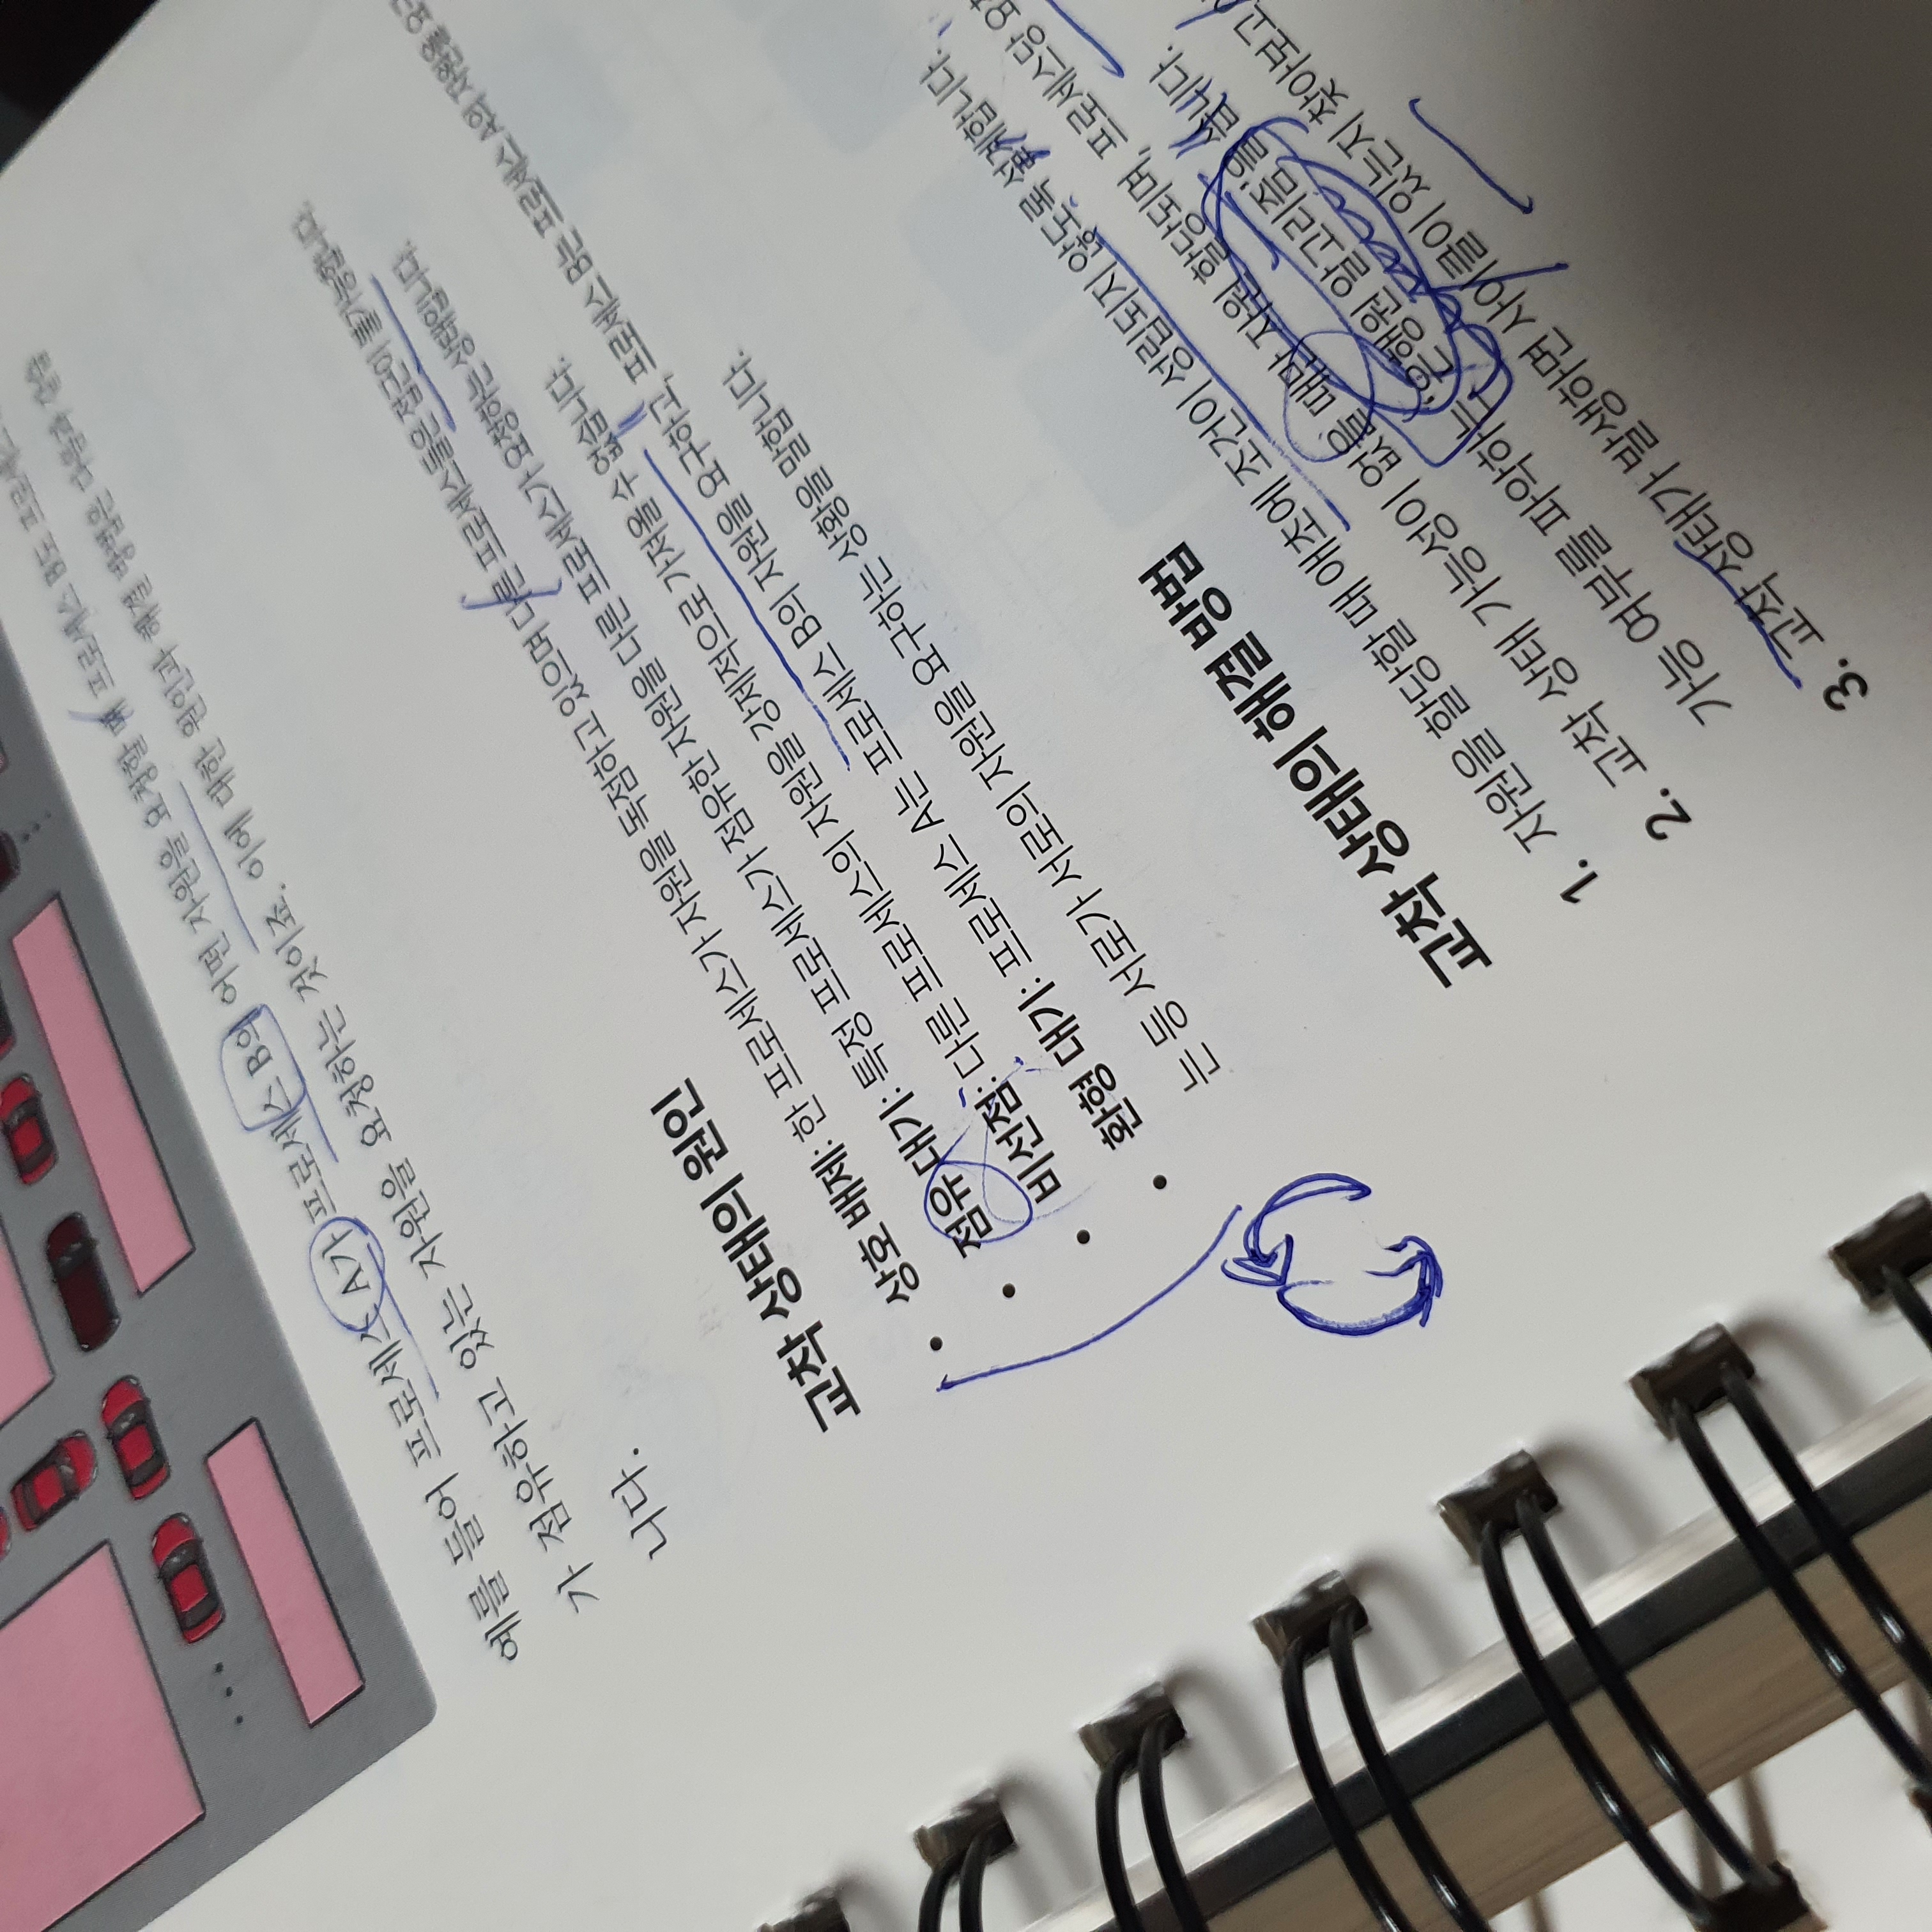 예를 들어 프로세스 A가 프로세스 B의 어떤 자원을 요청할 때 프로세스 B도 프로세스
가 점유하고 있는 자원을 요청하는 것이죠. 이에 대한 원인과 해결 방법은 다음과 같습
니다.
교착 상태의 원인
• 상호 배제: 한 프로세스가 자원을 독점하고 있으며 다른 프로세스들은 접근이 불가능합니다.
• 점유 대기: 특정 프로세스가 점유한 자원을 다른 프로세스가 요청하는 상태입니다.
• 비선점: 다른 프로세스의 자원을 강제적으로 가져올 수 없습니다.
• 환형 대기: 프로세스 A는 프로세스 B의 자원을 요구하고, 프로세스 B는 프로세스 A의 자원을 요구
는 등 서로가 서로의 자원을 요구하는 상황을 말합니다.
교착 상태의 해결 방법
1. 자원을 할당할 때 애초에 조건이 성립되지 않도록 설계합니다.
2. 교착 상태 가능성이 없을 때만 자원 할당되며, 프로세스당 요
가능 여부를 파악하는 '은행원 알고리즘'을 씁니다.
3. 교착 상태가 발생하면 사이클이 있는지 찾아보고